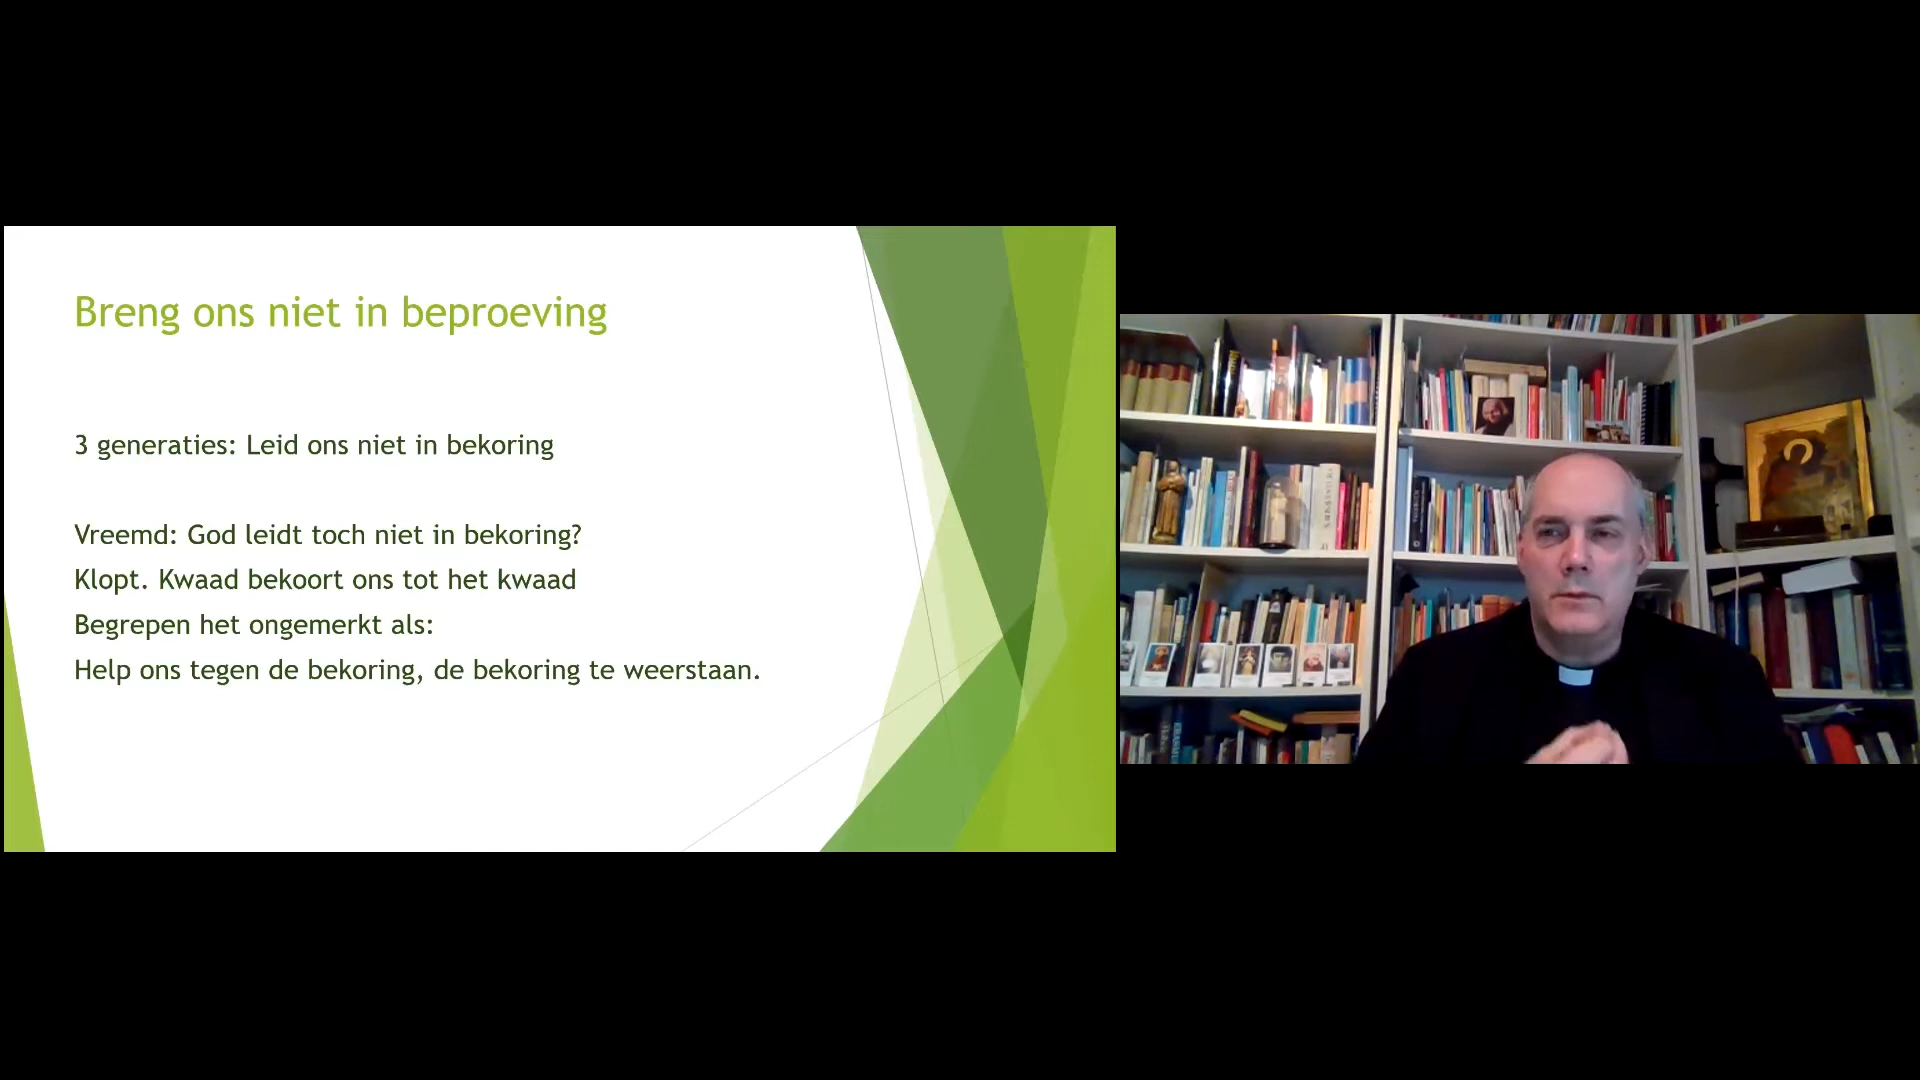 Breng ons niet in beproeving
3 generaties: Leid ons niet in bekoring
Vreemd: God leidt toch niet in bekoring?
Klopt. Kwaad bekoort ons tot het kwaad
Begrepen het ongemerkt als:
Help ons tegen de bekoring, de bekoring te weerstaan.